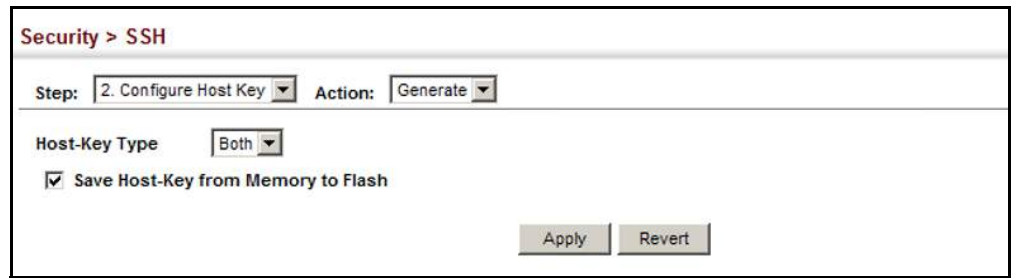 Security > SSH
Step: 2. Configure Host Key Action: Generate
Host-Key Type Both
Save Host-Key from Memory to Flash
Apply Revert